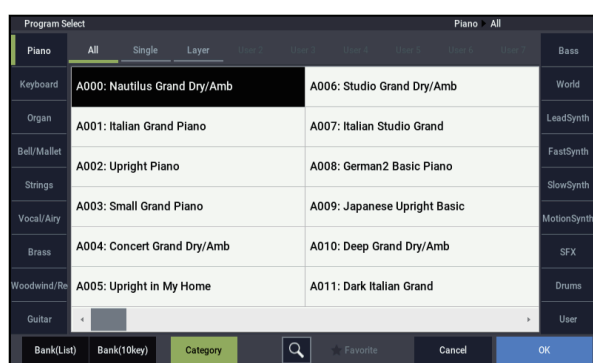 Program Select Piano All
Piano All Single Layer User 2 User 3 User 4 User 5 User 6 User 7 Bass
Keyboard A000: Nautilus Grand Dry/Amb A006: Studio Grand Dry/Amb World
Organ A001: Italian Grand Piano A007: Italian Studio Grand LeadSynth
Bell/Mallet A002: Upright Piano A008: German2 Basic Piano FastSynth
Strings SlowSynth
Vocal/Airy A003: Small Grand Piano A009: Japanese Upright Basic MotionSynth
Brass A004: Concert Grand Dry/Amb A010: Deep Grand Dry/Amb SFX
Woodwind/Re A005: Upright in My Home A011: Dark Italian Grand Drums
Guitar User
Bank(List) Bank(10key) Category Favorite Cancel OK